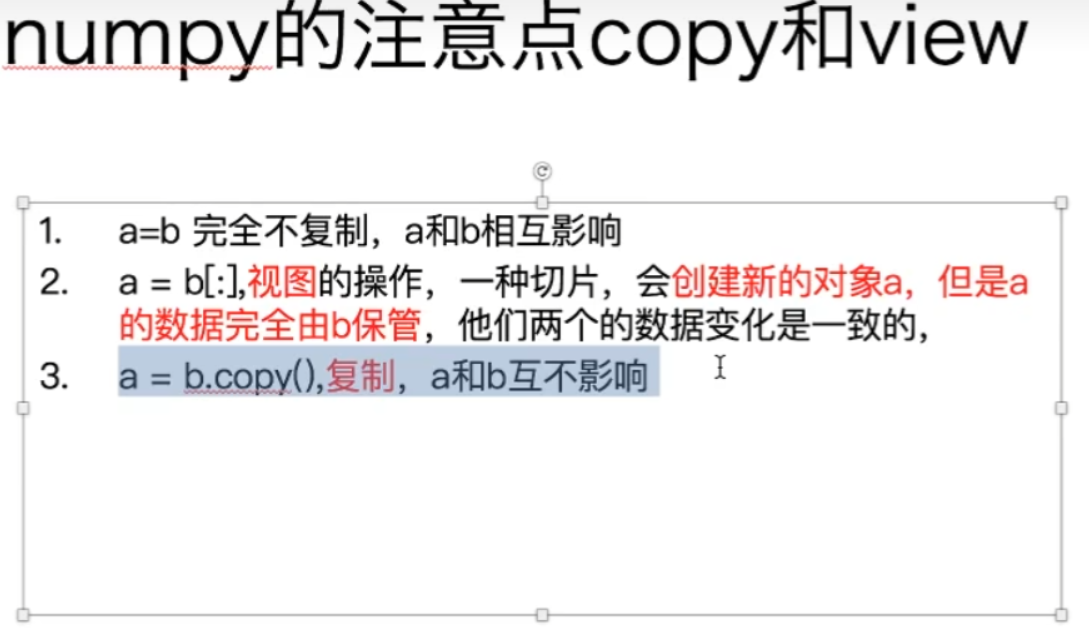 numpy的注意点copy和view
1. a=b 完全不复制，a和b相互影响
2. a = b[:],视图的操作，一种切片，会创建新的对象a，但是a
的数据完全由b保管，他们两个的数据变化是一致的，
3. a = b.copy(),复制，a和b互不影响